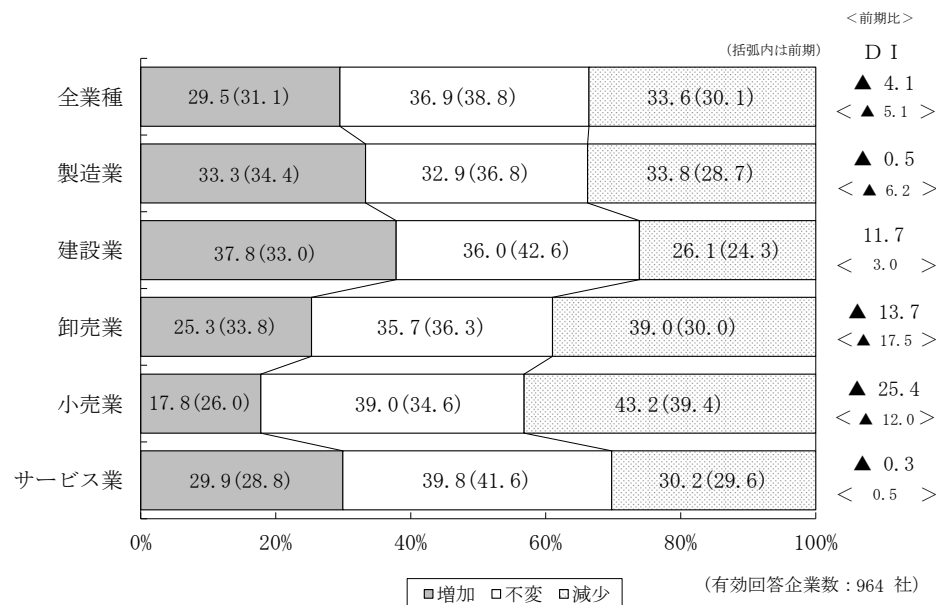 ＜前期比＞
(括弧内は前期) ＤＩ
全業種 29.5(31.1) 36.9(38.8) 33.6(30.1) ▲ 4.1
＜ ▲ 5.1 ＞
製造業 33.3(34.4) 32.9(36.8) 33.8(28.7) ▲ 0.5
＜ ▲ 6.2 ＞
建設業 37.8(33.0) 36.0(42.6) 26.1(24.3) 11.7
＜ 3.0 ＞
卸売業 25.3(33.8) 35.7(36.3) 39.0(30.0) ▲ 13.7
＜ ▲ 17.5 ＞
小売業 17.8(26.0) 39.0(34.6) 43.2(39.4) ▲ 25.4
＜ ▲ 12.0 ＞
サービス業 29.9(28.8) 39.8(41.6) 30.2(29.6) ▲ 0.3
＜ 0.5 ＞
0% 20% 40% 60% 80% 100%
増加 不変 減少 (有効回答企業数：964 社)